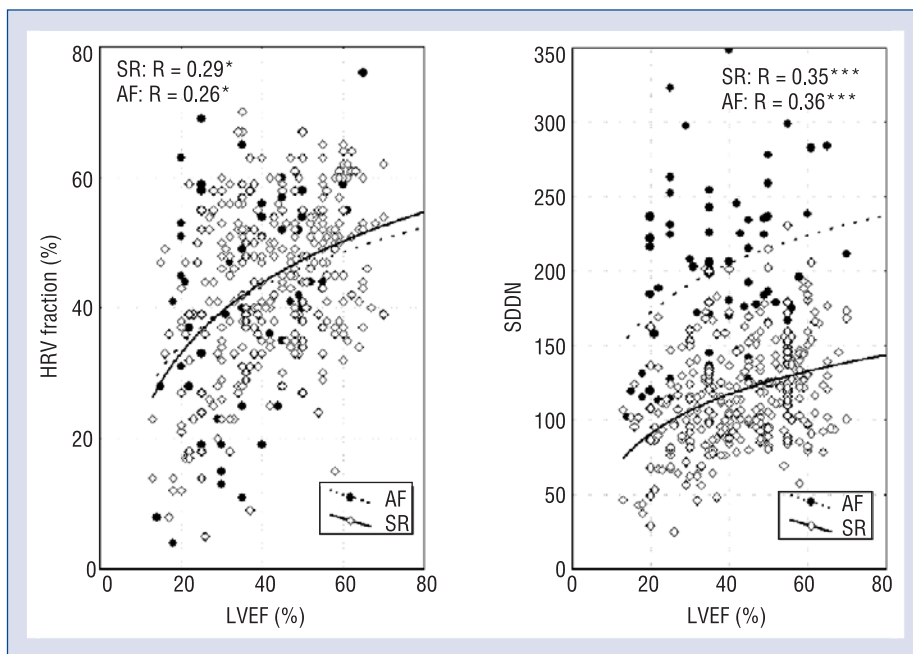 80
60
40
20
0
HRV fraction (%)
SR: R = 0.29*
AF: R = 0.26*
AF
SR
20
40
60
80
LVEF (%)
350
300
250
200
150
100
50
0
SDDN
SR: R = 0.35***
AF: R = 0.36***
AF
SR
0
20
40
60
80
LVEF (%)